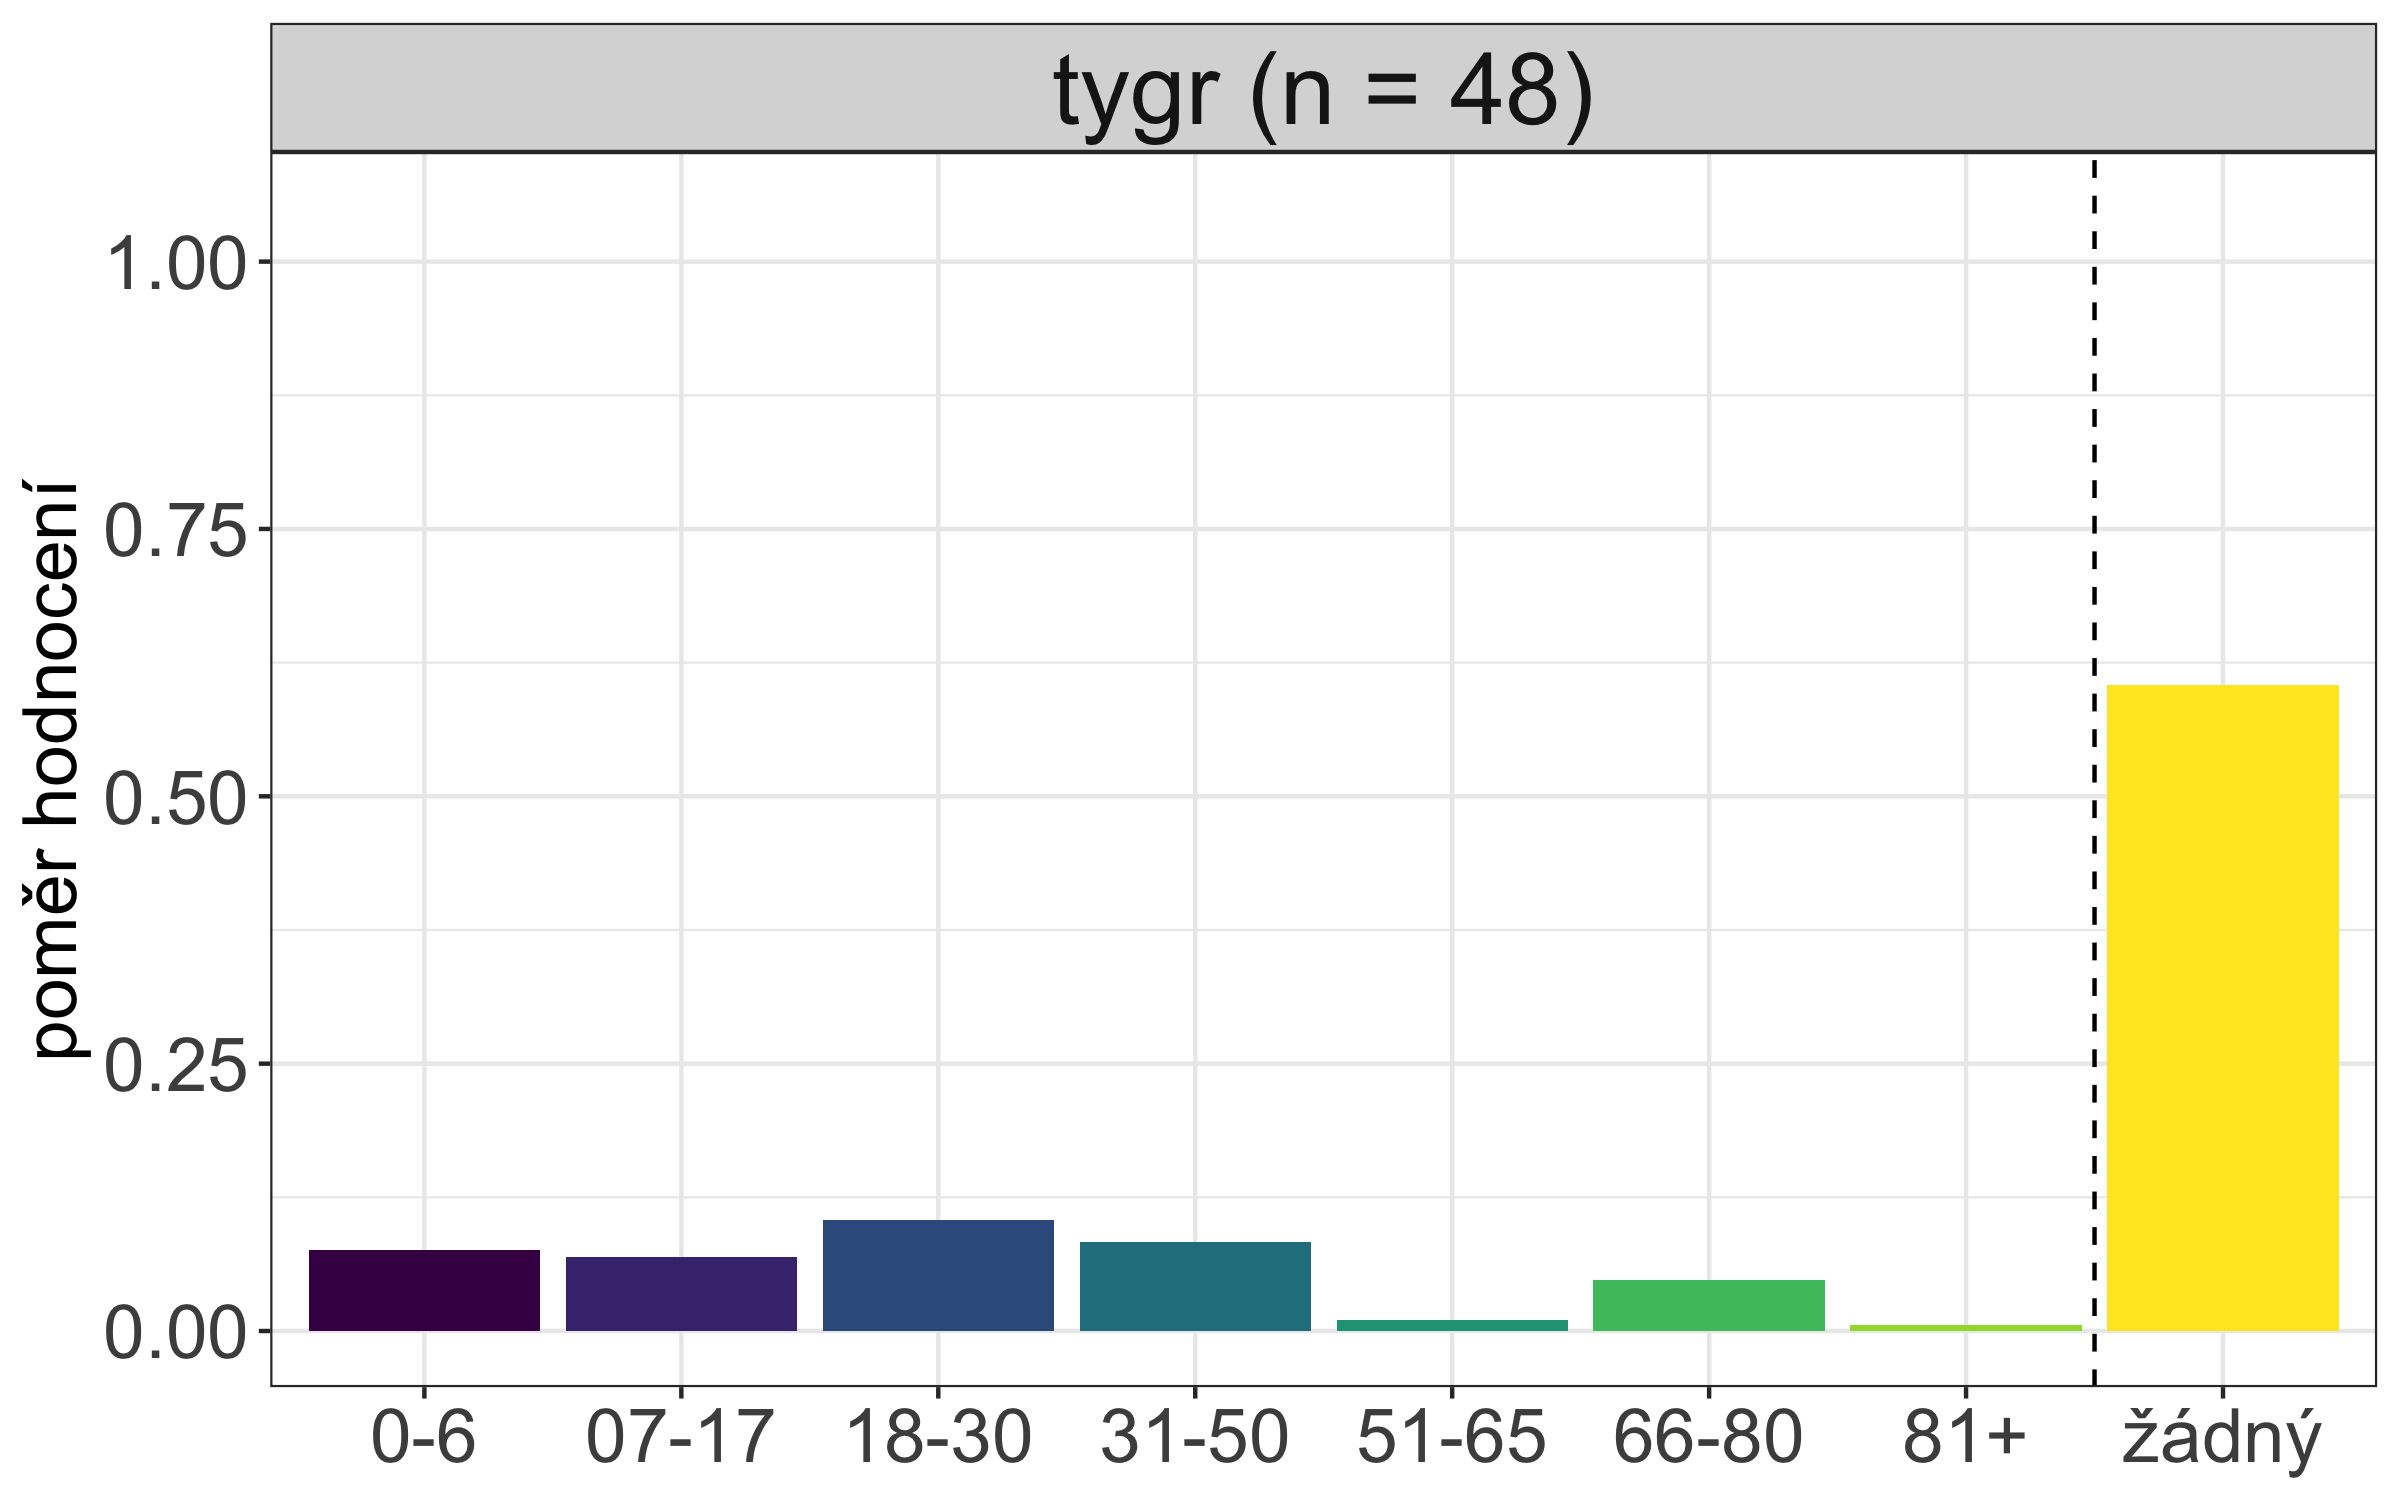 tygr (n = 48)
poměr hodnocení
1.00
0.75
0.50
0.25
0.00
0-6 07-17 18-30 31-50 51-65 66-80 81+ žádný